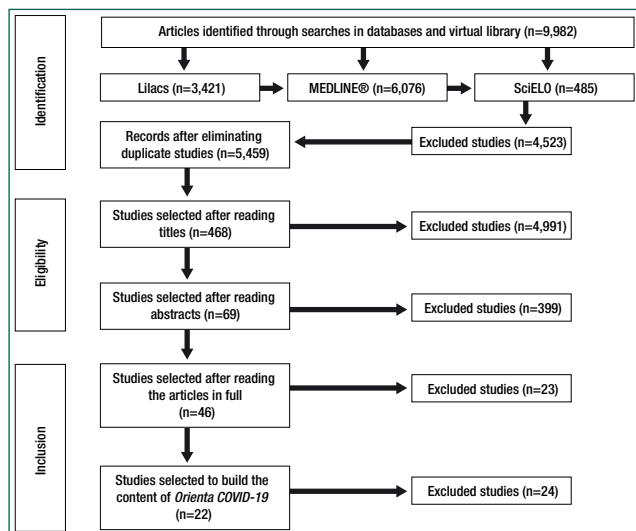 Identification
Articles identified through searches in databases and virtual library (n=9,982)
Lilacs (n=3,421)
MEDLINE® (n=6,076)
SciELO (n=485)
Records after eliminating
duplicate studies (n=5,459)
Excluded studies (n=4,523)
Eligibility
Studies selected after reading
titles (n=468)
Excluded studies (n=4,991)
Studies selected after reading
abstracts (n=69)
Excluded studies (n=399)
Inclusion
Studies selected after reading
the articles in full
(n=46)
Excluded studies (n=23)
Studies selected to build the
content of Orienta COVID-19
(n=22)
Excluded studies (n=24)